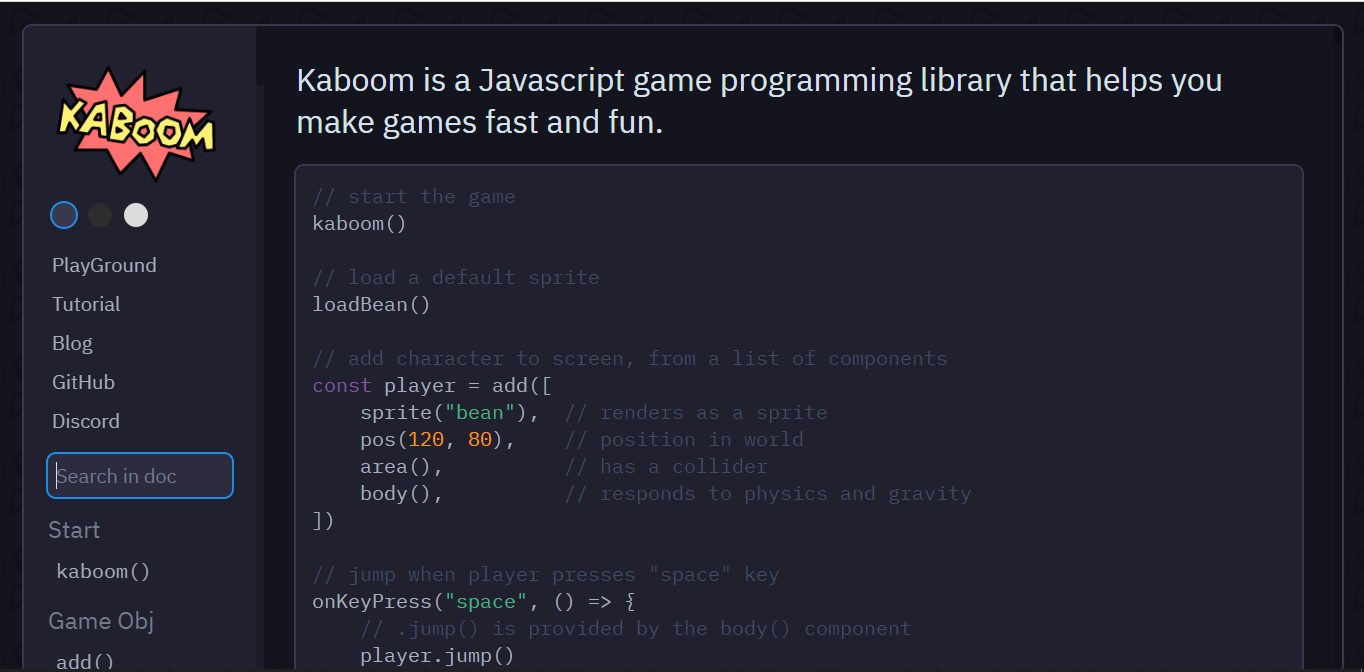 KABOOM
PlayGround
Tutorial
Blog
GitHub
Discord
Search in doc
Start
kaboom()
Game Obj
add()
Kaboom is a Javascript game programming library that helps you
make games fast and fun.
// start the game
kaboom()
// load a default sprite
loadBean()
// add character to screen, from a list of components
const player = add([
    sprite("bean"),  // renders as a sprite
    pos(120, 80),    // position in world
    area(),          // has a collider
    body(),          // responds to physics and gravity
])
// jump when player presses "space" key
onKeyPress("space", () => {
    // .jump() is provided by the body() component
    player.jump()